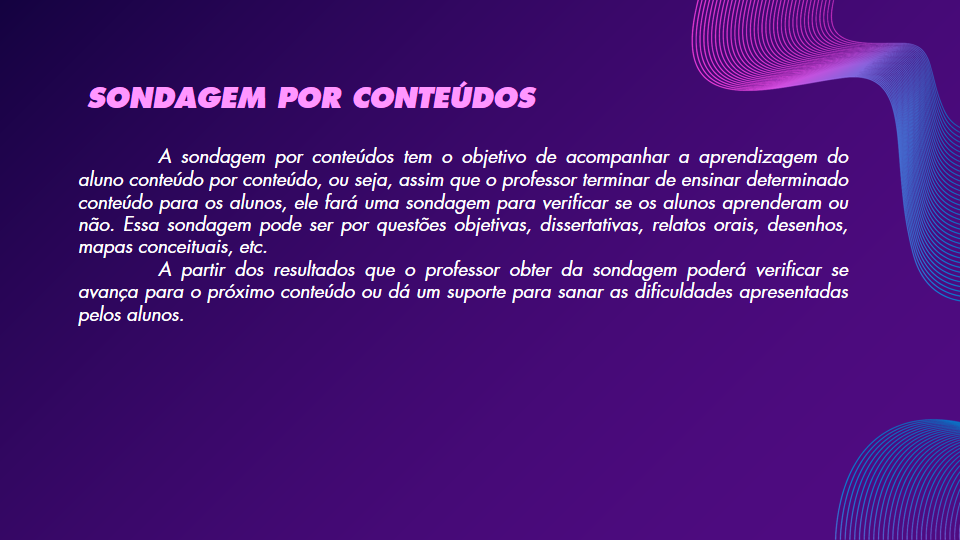 SONDAGEM POR CONTEÚDOS
A sondagem por conteúdos tem o objetivo de acompanhar a aprendizagem do
aluno conteúdo por conteúdo, ou seja, assim que o professor terminar de ensinar determinado
conteúdo para os alunos, ele fará uma sondagem para verificar se os alunos aprenderam ou
não. Essa sondagem pode ser por questões objetivas, dissertativas, relatos orais, desenhos,
mapas conceituais, etc.
A partir dos resultados que o professor obter da sondagem poderá verificar se
avança para o próximo conteúdo ou dá um suporte para sanar as dificuldades apresentadas
pelos alunos.